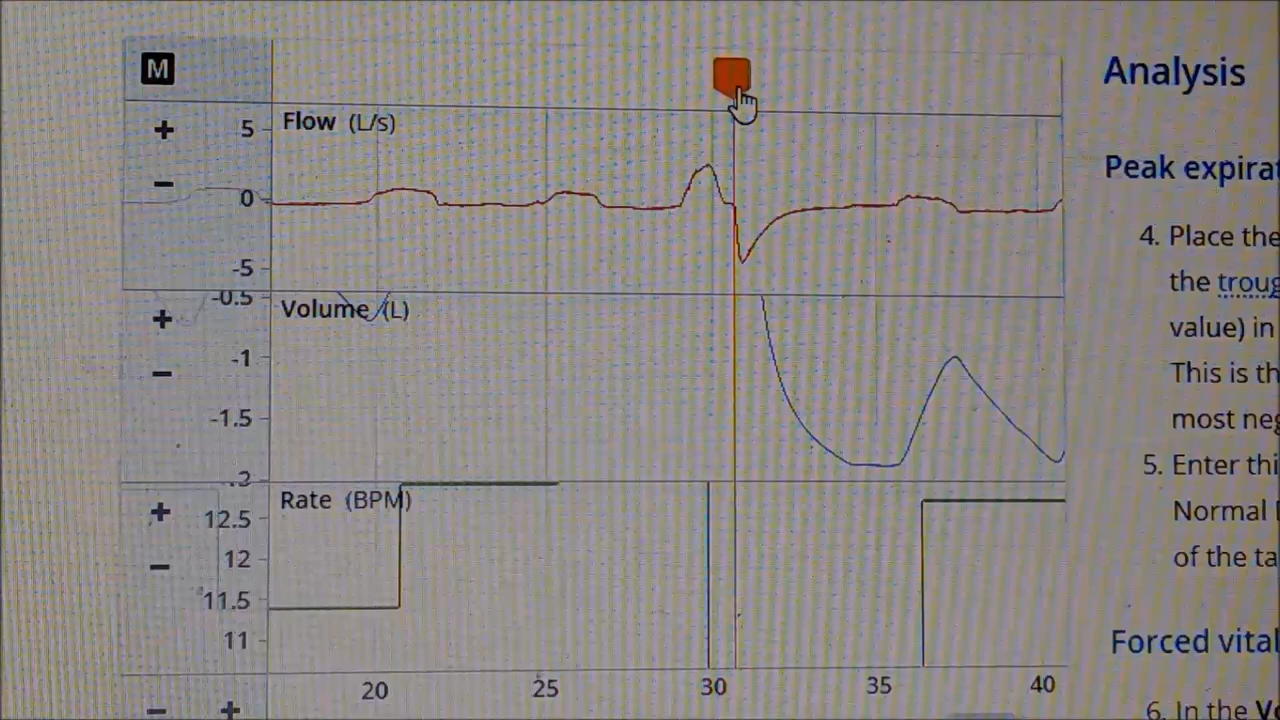 M
Analysis
Flow (L/s)
5
0
-5
Peak expira
4. Place the
the troug
value) in
This is th
most neg
5. Enter thi
Normal
of the ta
Volume (L)
-0.5
-1
-1.5
Rate (BPM)
12.5
12
11.5
11
20 25 30 35 40
Forced vital
6. In the Vo